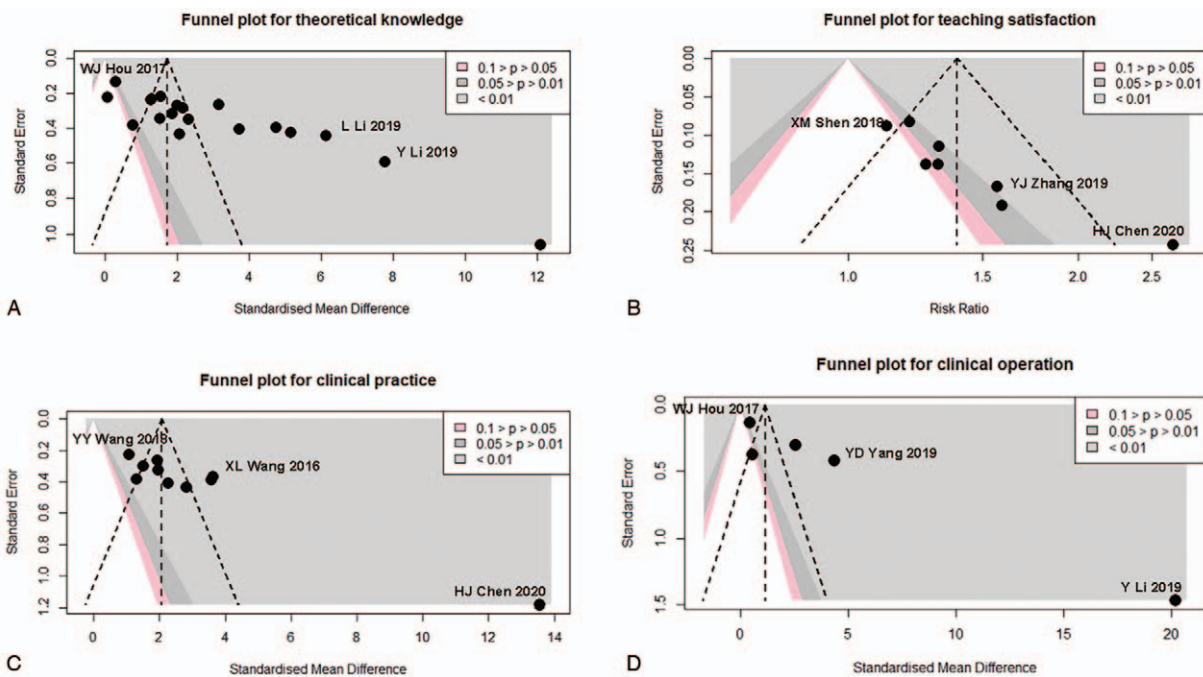 Funnel plot for theoretical knowledge
WJ Hou 2017
L Li 2019
Y Li 2019
0.1 > p > 0.05
0.05 > p > 0.01
< 0.01
Standard Error
0.0
0.2
0.4
0.6
0.8
1.0
0 2 4 6 8 10 12
Standardised Mean Difference
A
Funnel plot for teaching satisfaction
XM Shen 2018
YJ Zhang 2019
HJ Chen 2020
0.1 > p > 0.05
0.05 > p > 0.01
< 0.01
Standard Error
0.00
0.05
0.10
0.15
0.20
0.25
1.0 1.5 2.0 2.5
Risk Ratio
B
Funnel plot for clinical practice
YY Wang 2018
XL Wang 2016
HJ Chen 2020
0.1 > p > 0.05
0.05 > p > 0.01
< 0.01
Standard Error
0.0
0.2
0.4
0.6
0.8
1.0
1.2
0 2 4 6 8 10 12 14
Standardised Mean Difference
C
Funnel plot for clinical operation
WJ Hou 2017
YD Yang 2019
Y Li 2019
0.1 > p > 0.05
0.05 > p > 0.01
< 0.01
Standard Error
0.0
0.5
1.0
1.5
0 5 10 15 20
Standardised Mean Difference
D